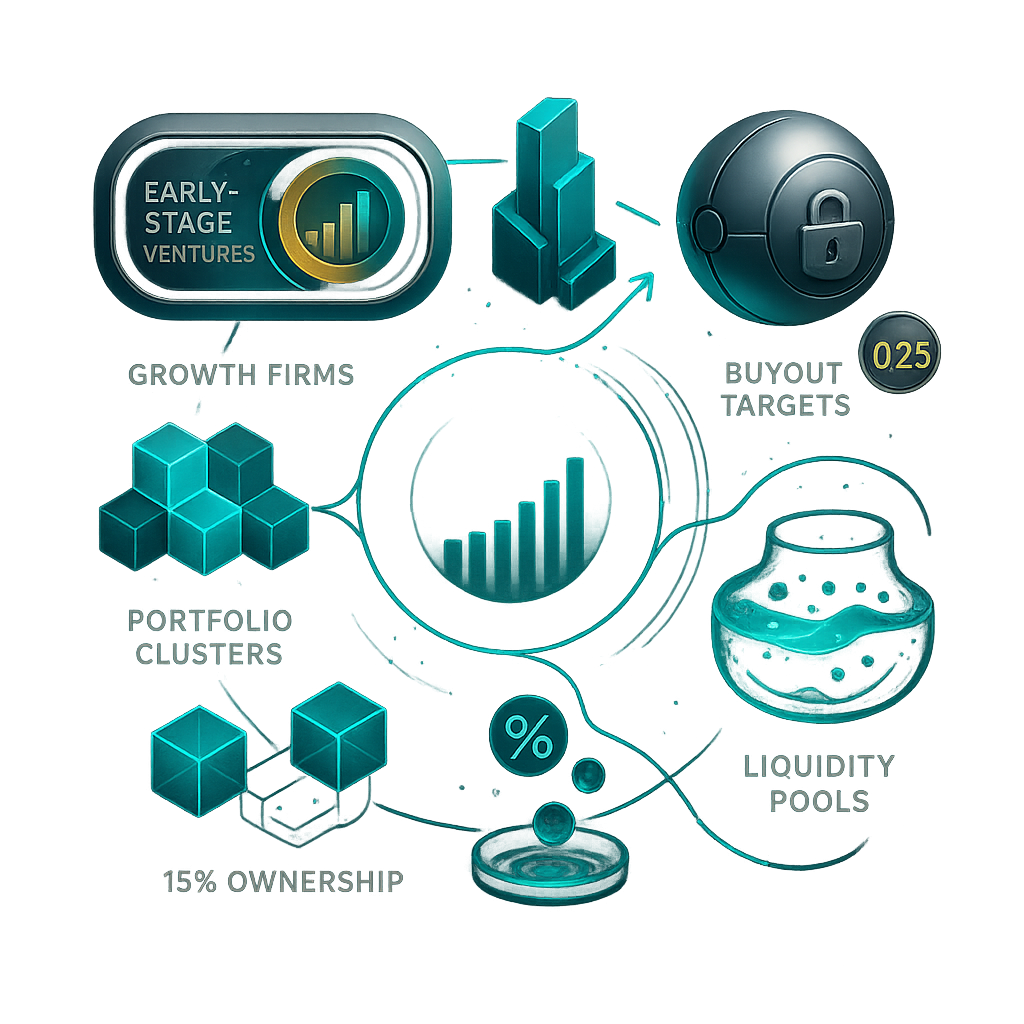 EARLY-
STAGE
VENTURES
GROWTH FIRMS
025
BUYOUT
TARGETS
PORTFOLIO
CLUSTERS
%
LIQUIDITY
POOLS
15% OWNERSHIP